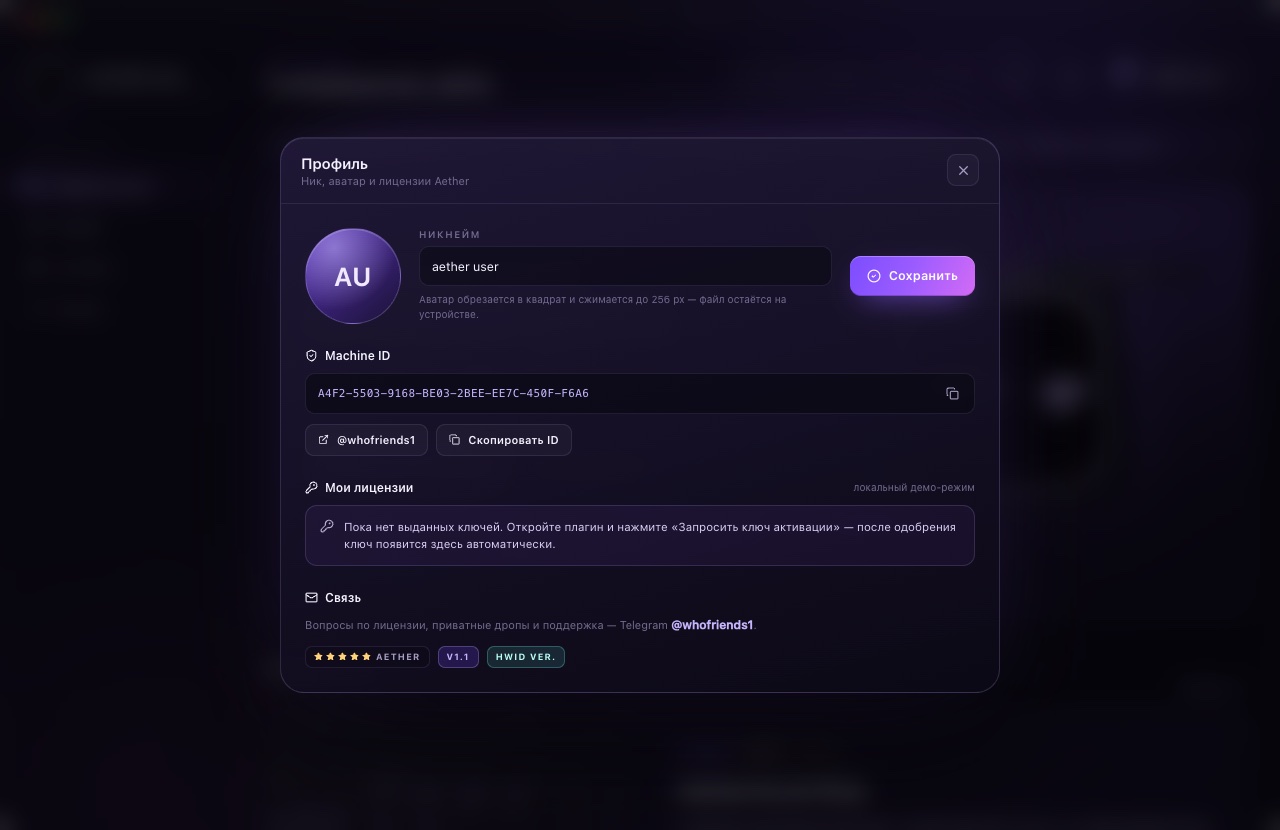 Профиль
Ник, аватар и лицензии Aether
AU
НИКНЕЙМ
aether user
Сохранить
Аватар обрезается в квадрат и сжимается до 256 px — файл остаётся на
устройстве.
Machine ID
A4F2-5503-9168-BE03-2BEE-EE7C-450F-F6A6
@whofriends1
Скопировать ID
Мои лицензии
локальный демо-режим
Пока нет выданных ключей. Откройте плагин и нажмите «Запросить ключ активации» — после одобрения
ключ появится здесь автоматически.
Связь
Вопросы по лицензии, приватные дропы и поддержка — Telegram @whofriends1.
AETHER
V1.1
HWID VER.